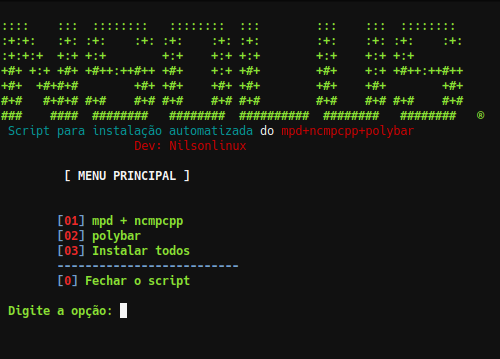 ::::    :::  ::::::::   ::::::::  :::        :::    :::  ::::::::
:+:+:   :+: :+:    :+: :+:    :+: :+:        :+:    :+: :+:    :+:
:+:+:+  :+: :+:        :+:    :+: :+:        :+:    :+: :+:
+#+ +:+ +#+ +#++:++#++ +#+    +:+ +#+        +#+    +:+ +#++:++#++
+#+  +#+#+#        +#+ +#+    +#+ +#+        +#+    +#+        +#+
#+#   #+#+# #+#    #+# #+#    #+# #+#        #+#    #+# #+#    #+#
###    ####  ########   ########  ##########  ########   ########   ®
Script para instalação automatizada do mpd+ncmpcpp+polybar
Dev: Nilsonlinux
[ MENU PRINCIPAL ]
[01] mpd + ncmpcpp
[02] polybar
[03] Instalar todos
--------------------------
[0] Fechar o script
Digite a opção: